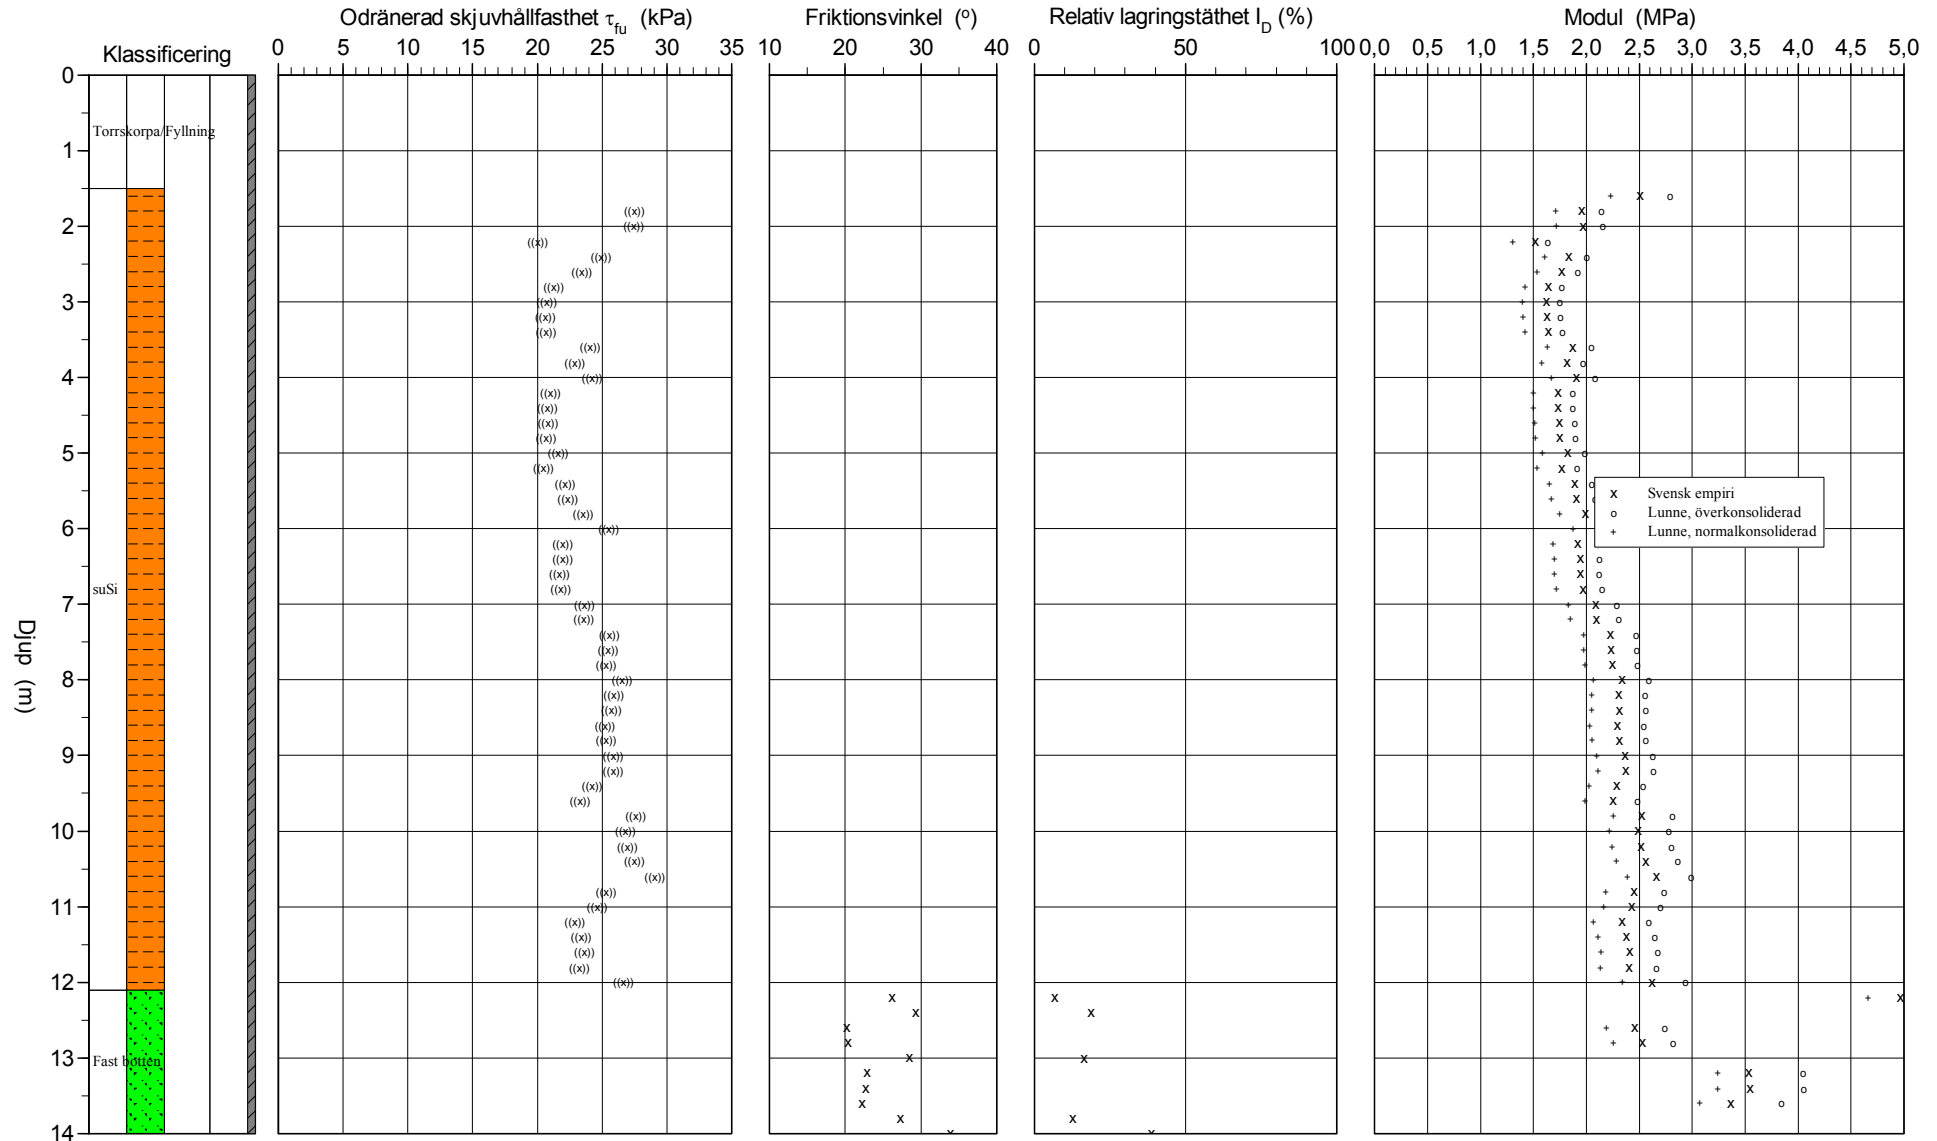 Odränerad skjuvhållfasthet τfu (kPa)
Friktionsvinkel (o)
Relativ lagringstäthet ID (%)
Modul (MPa)
Klassificering
0 5 10 15 20 25 30 35
10 20 30 40
0 50 100
0,0 0,5 1,0 1,5 2,0 2,5 3,0 3,5 4,0 4,5 5,0
0
Torrskorpa/Fyllning
1
2
3
4
5
Svensk empiri
Lunne, överkonsoliderad
Lunne, normalkonsoliderad
6
suSi
7
Djup (m)
8
9
10
11
12
13
Fast botten
14